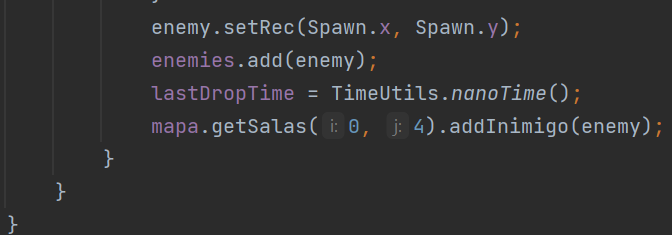 enemy.setRec(Spawn.x, Spawn.y);
enemies.add(enemy);
lastDropTime = TimeUtils.nanoTime();
mapa.getSalas( i: 0, j: 4).addInimigo(enemy);
}
}
}